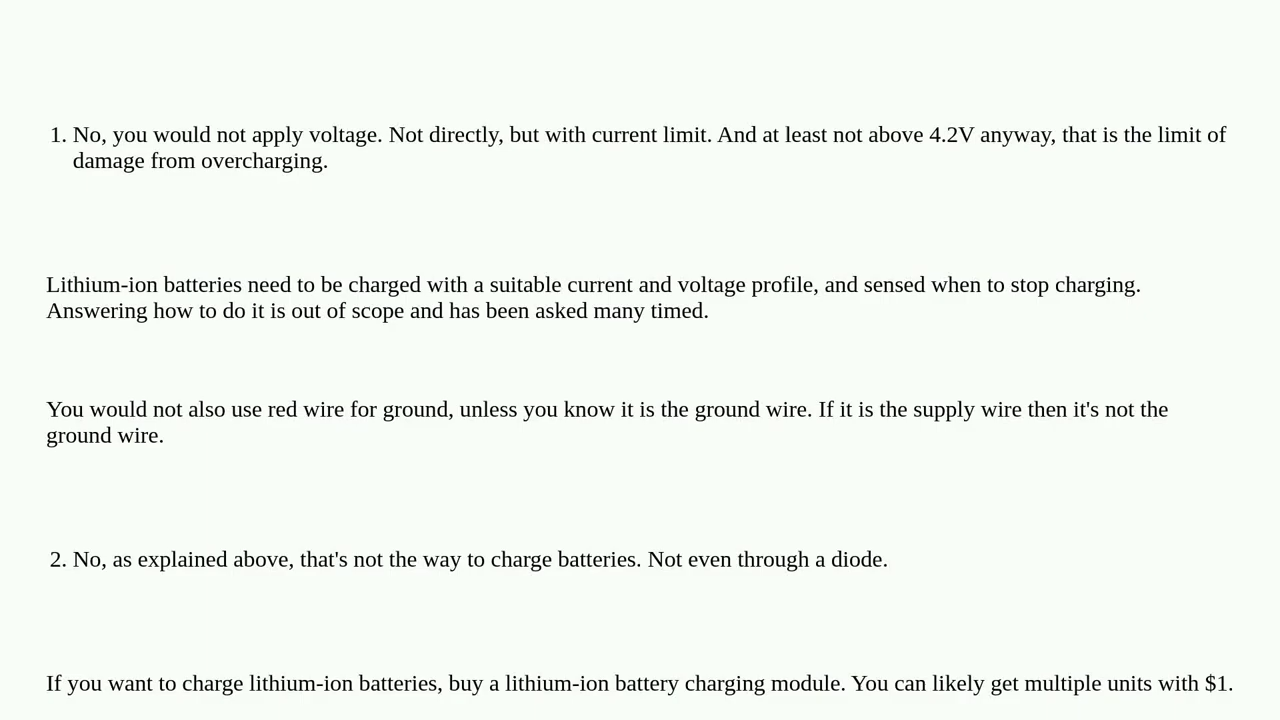 1. No, you would not apply voltage. Not directly, but with current limit. And at least not above 4.2V anyway, that is the limit of
damage from overcharging.
Lithium-ion batteries need to be charged with a suitable current and voltage profile, and sensed when to stop charging.
Answering how to do it is out of scope and has been asked many timed.
You would not also use red wire for ground, unless you know it is the ground wire. If it is the supply wire then it's not the
ground wire.
2. No, as explained above, that's not the way to charge batteries. Not even through a diode.
If you want to charge lithium-ion batteries, buy a lithium-ion battery charging module. You can likely get multiple units with $1.